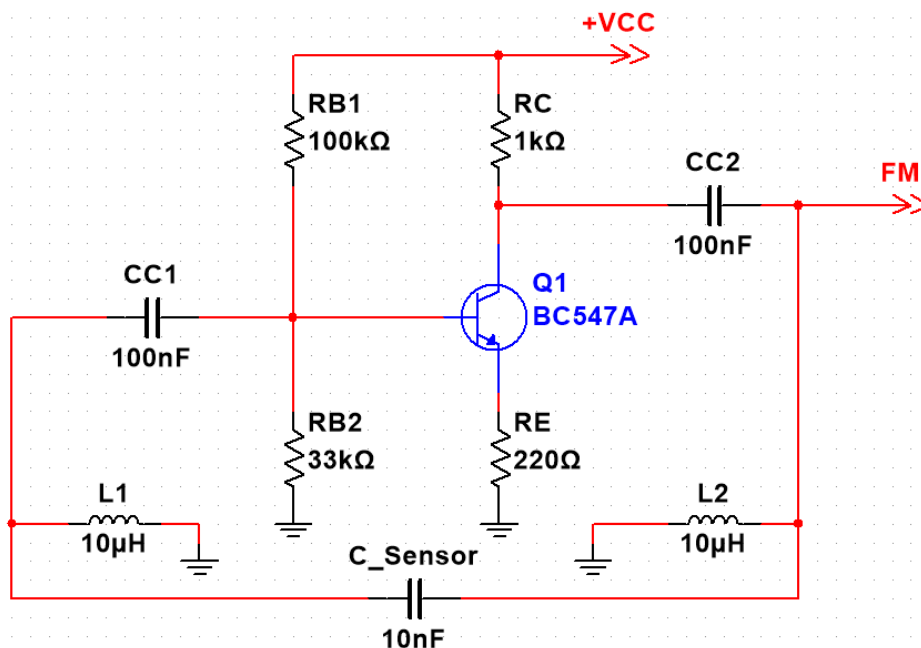 +VCC
RB1
100kΩ
RC
1kΩ
CC2
100nF
FM
CC1
100nF
Q1
BC547A
RB2
33kΩ
RE
220Ω
L1
10µH
L2
10µH
C_Sensor
10nF